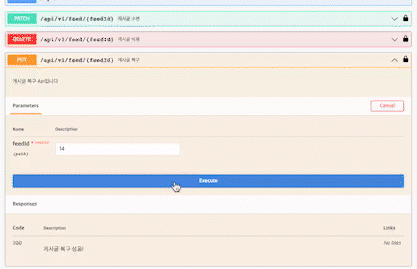 PATCH /api/v1/feed/{feedId} 게시글 수정
DELETE /api/v1/feed/{feedId} 게시글 삭제
PUT /api/v1/feed/{feedId} 게시글 복구
게시글 복구 Api입니다
Parameters
Cancel
Name Description
feedId * required
(path)
14
Execute
Responses
Code Description Links
200 게시글 복구 성공! No links